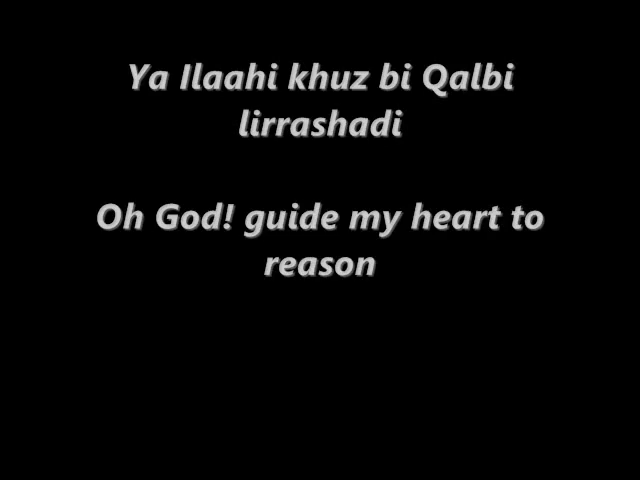 Ya Ilaahi khuz bi Qalbi
lirrashadi
Oh God! guide my heart to
reason